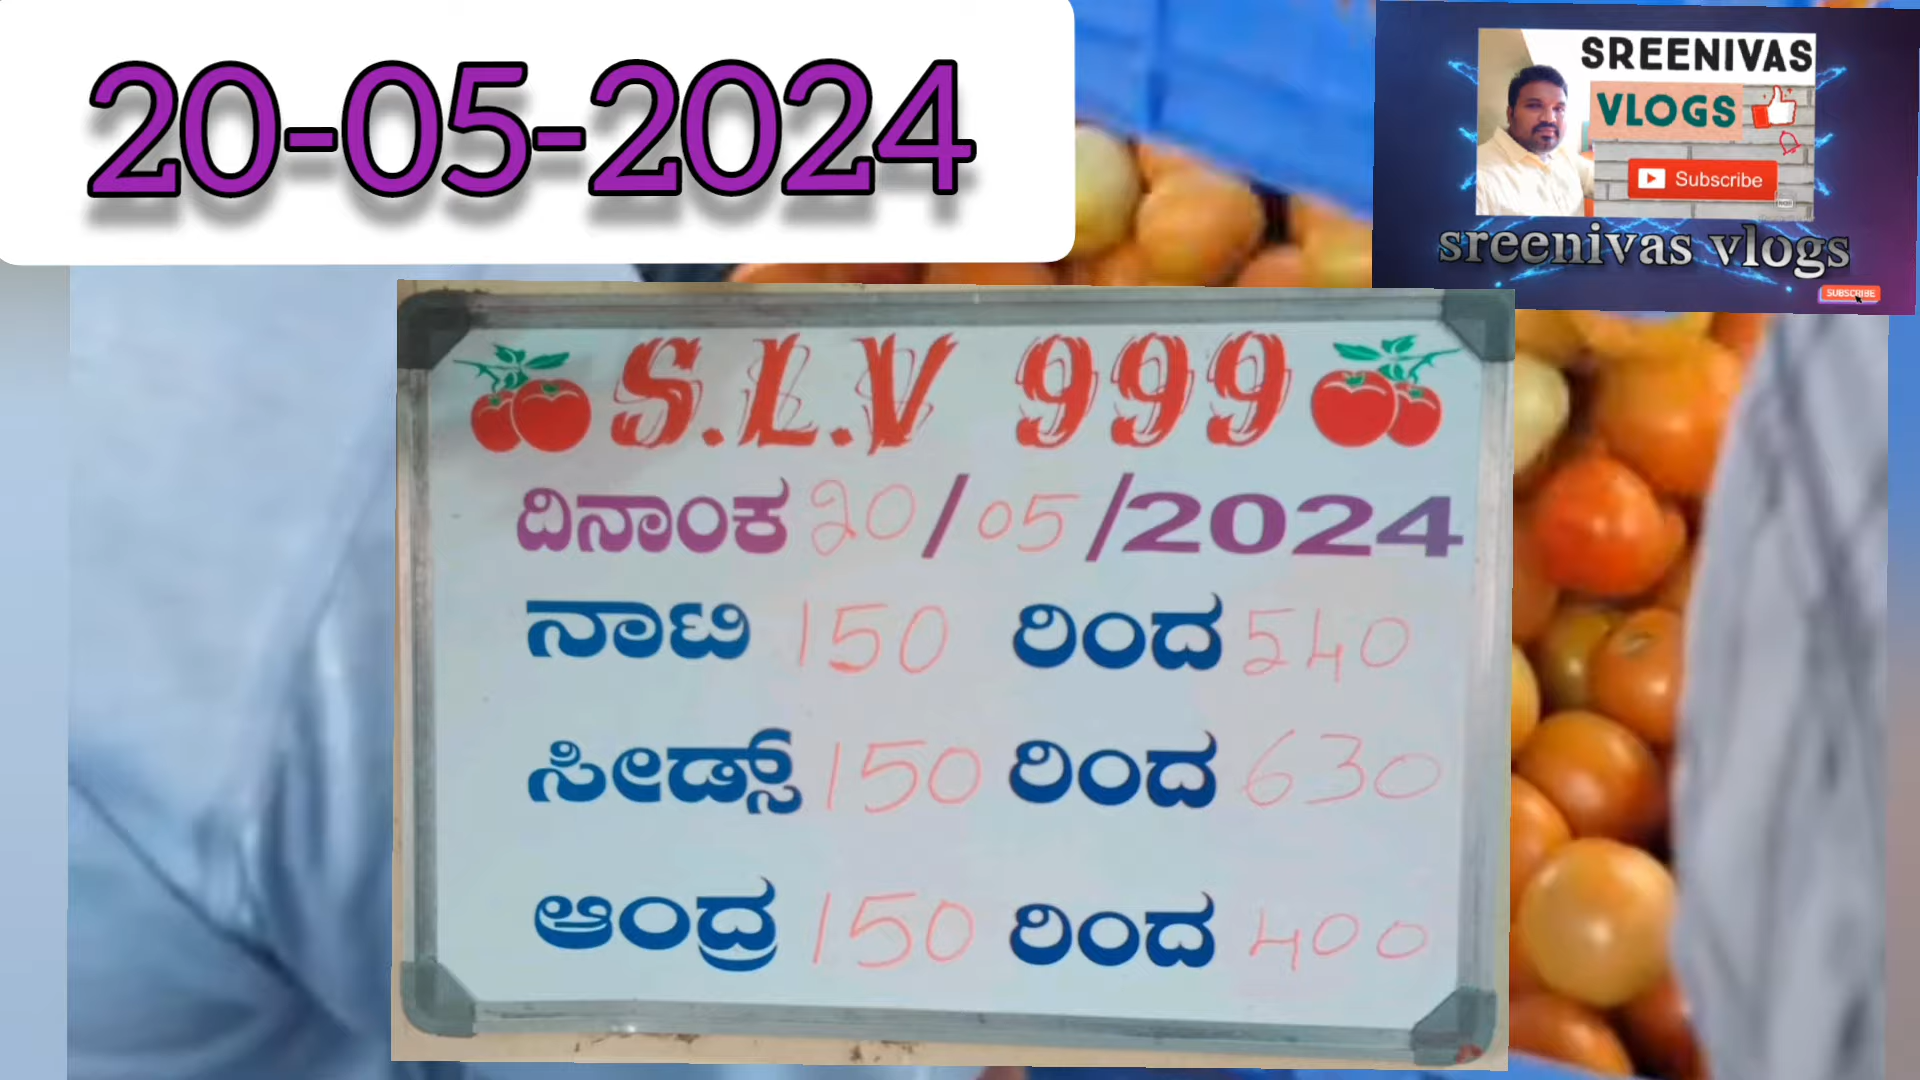 20-05-2024
SREENIVAS
VLOGS
Subscribe
sreenivas vlogs
SUBSCRIBE
S.L.V 999
ದಿನಾಂಕ 20/05/2024
ನಾಟಿ 150 ರಿಂದ 540
ಸೀಡ್ಸ್ 150 ರಿಂದ 630
ಆಂದ್ರ 150 ರಿಂದ 400